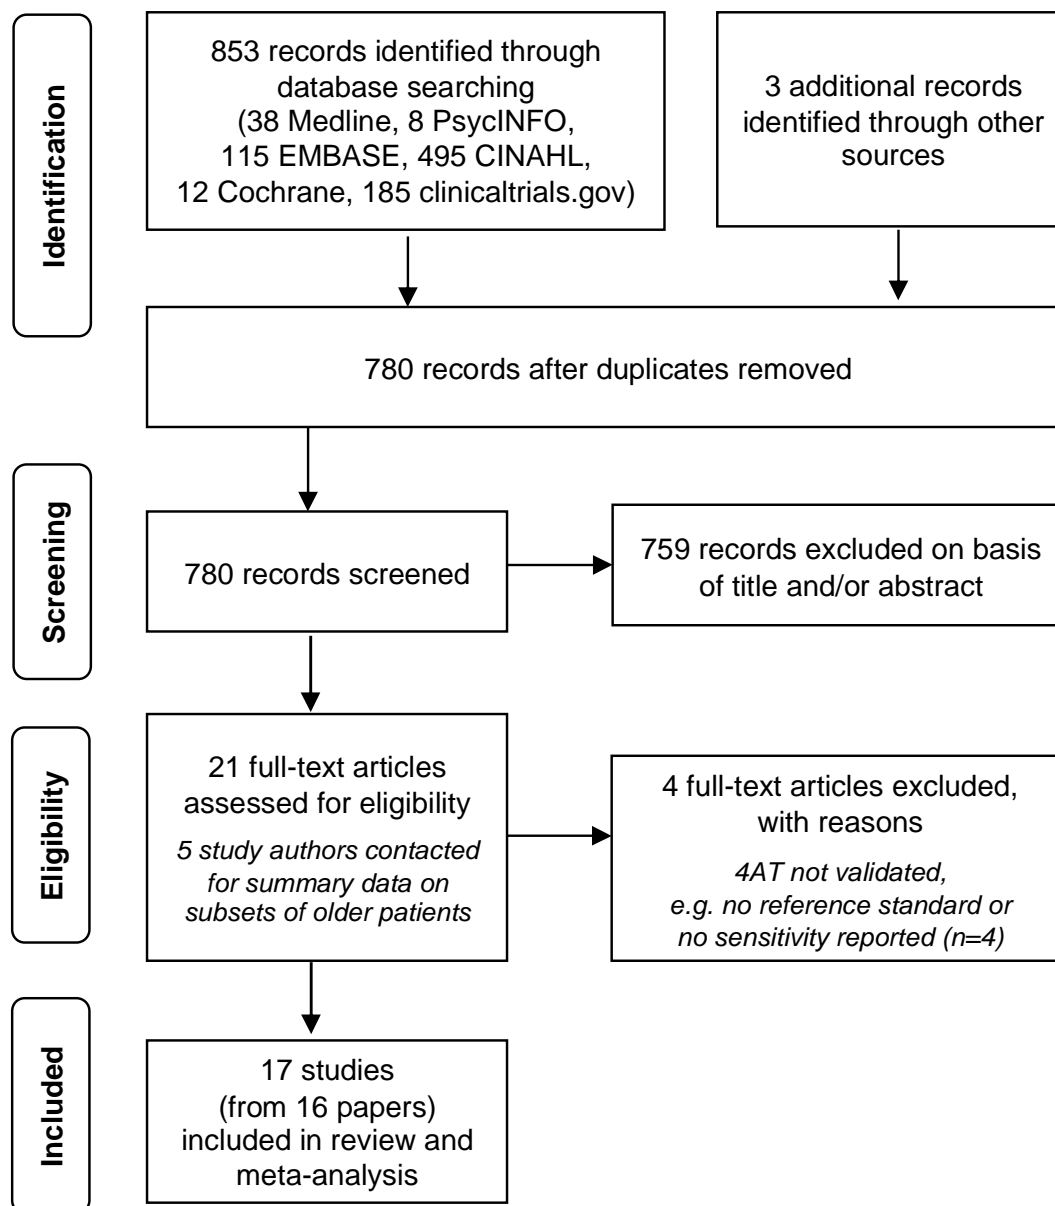 Identification
853 records identified through
database searching
(38 Medline, 8 PsycINFO,
115 EMBASE, 495 CINAHL,
12 Cochrane, 185 clinicaltrials.gov)
3 additional records
identified through other
sources
780 records after duplicates removed
Screening
780 records screened
759 records excluded on basis
of title and/or abstract
Eligibility
21 full-text articles
assessed for eligibility
5 study authors contacted
for summary data on
subsets of older patients
4 full-text articles excluded,
with reasons
4AT not validated,
e.g. no reference standard or
no sensitivity reported (n=4)
Included
17 studies
(from 16 papers)
included in review and
meta-analysis